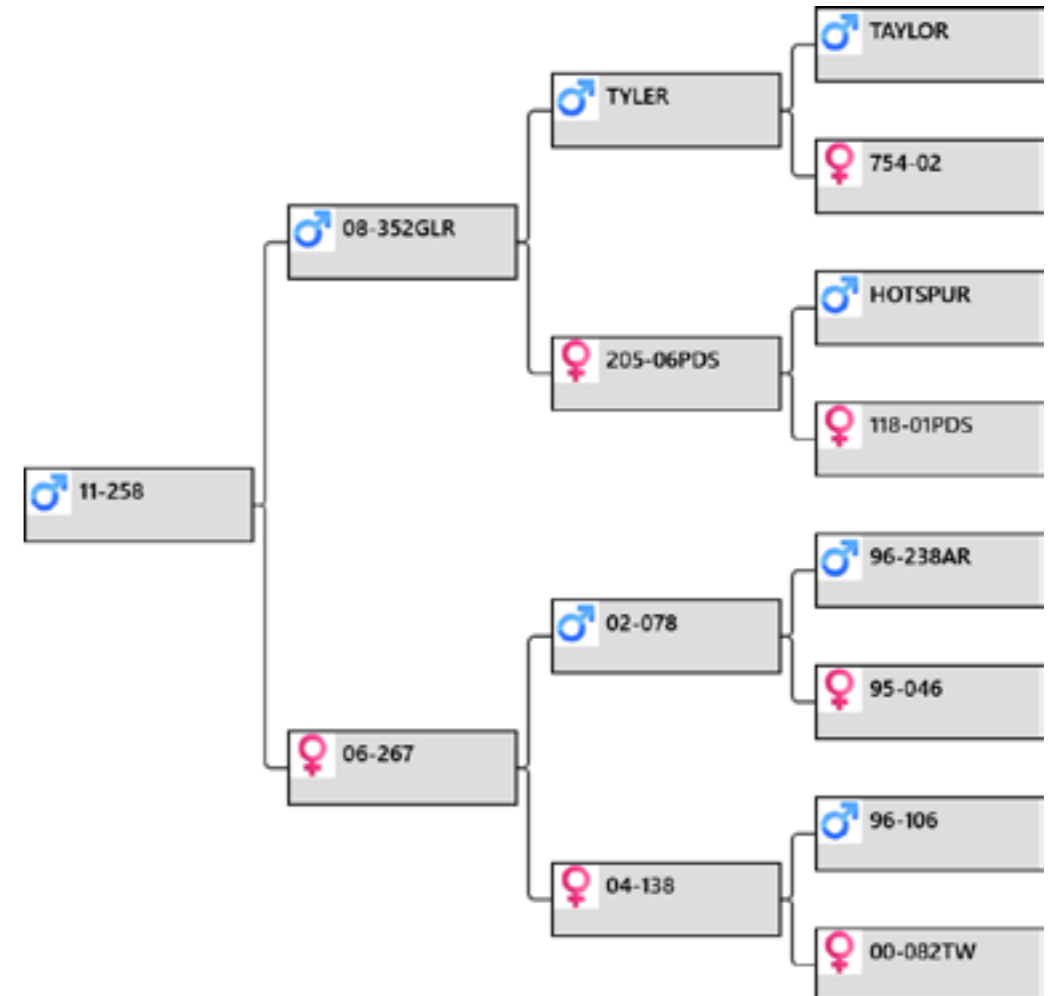 TAYLOR
TYLER
754-02
08-352GLR
HOTSPUR
205-06PDS
118-01PDS
11-258
96-238AR
02-078
95-046
06-267
96-106
04-138
00-082TW